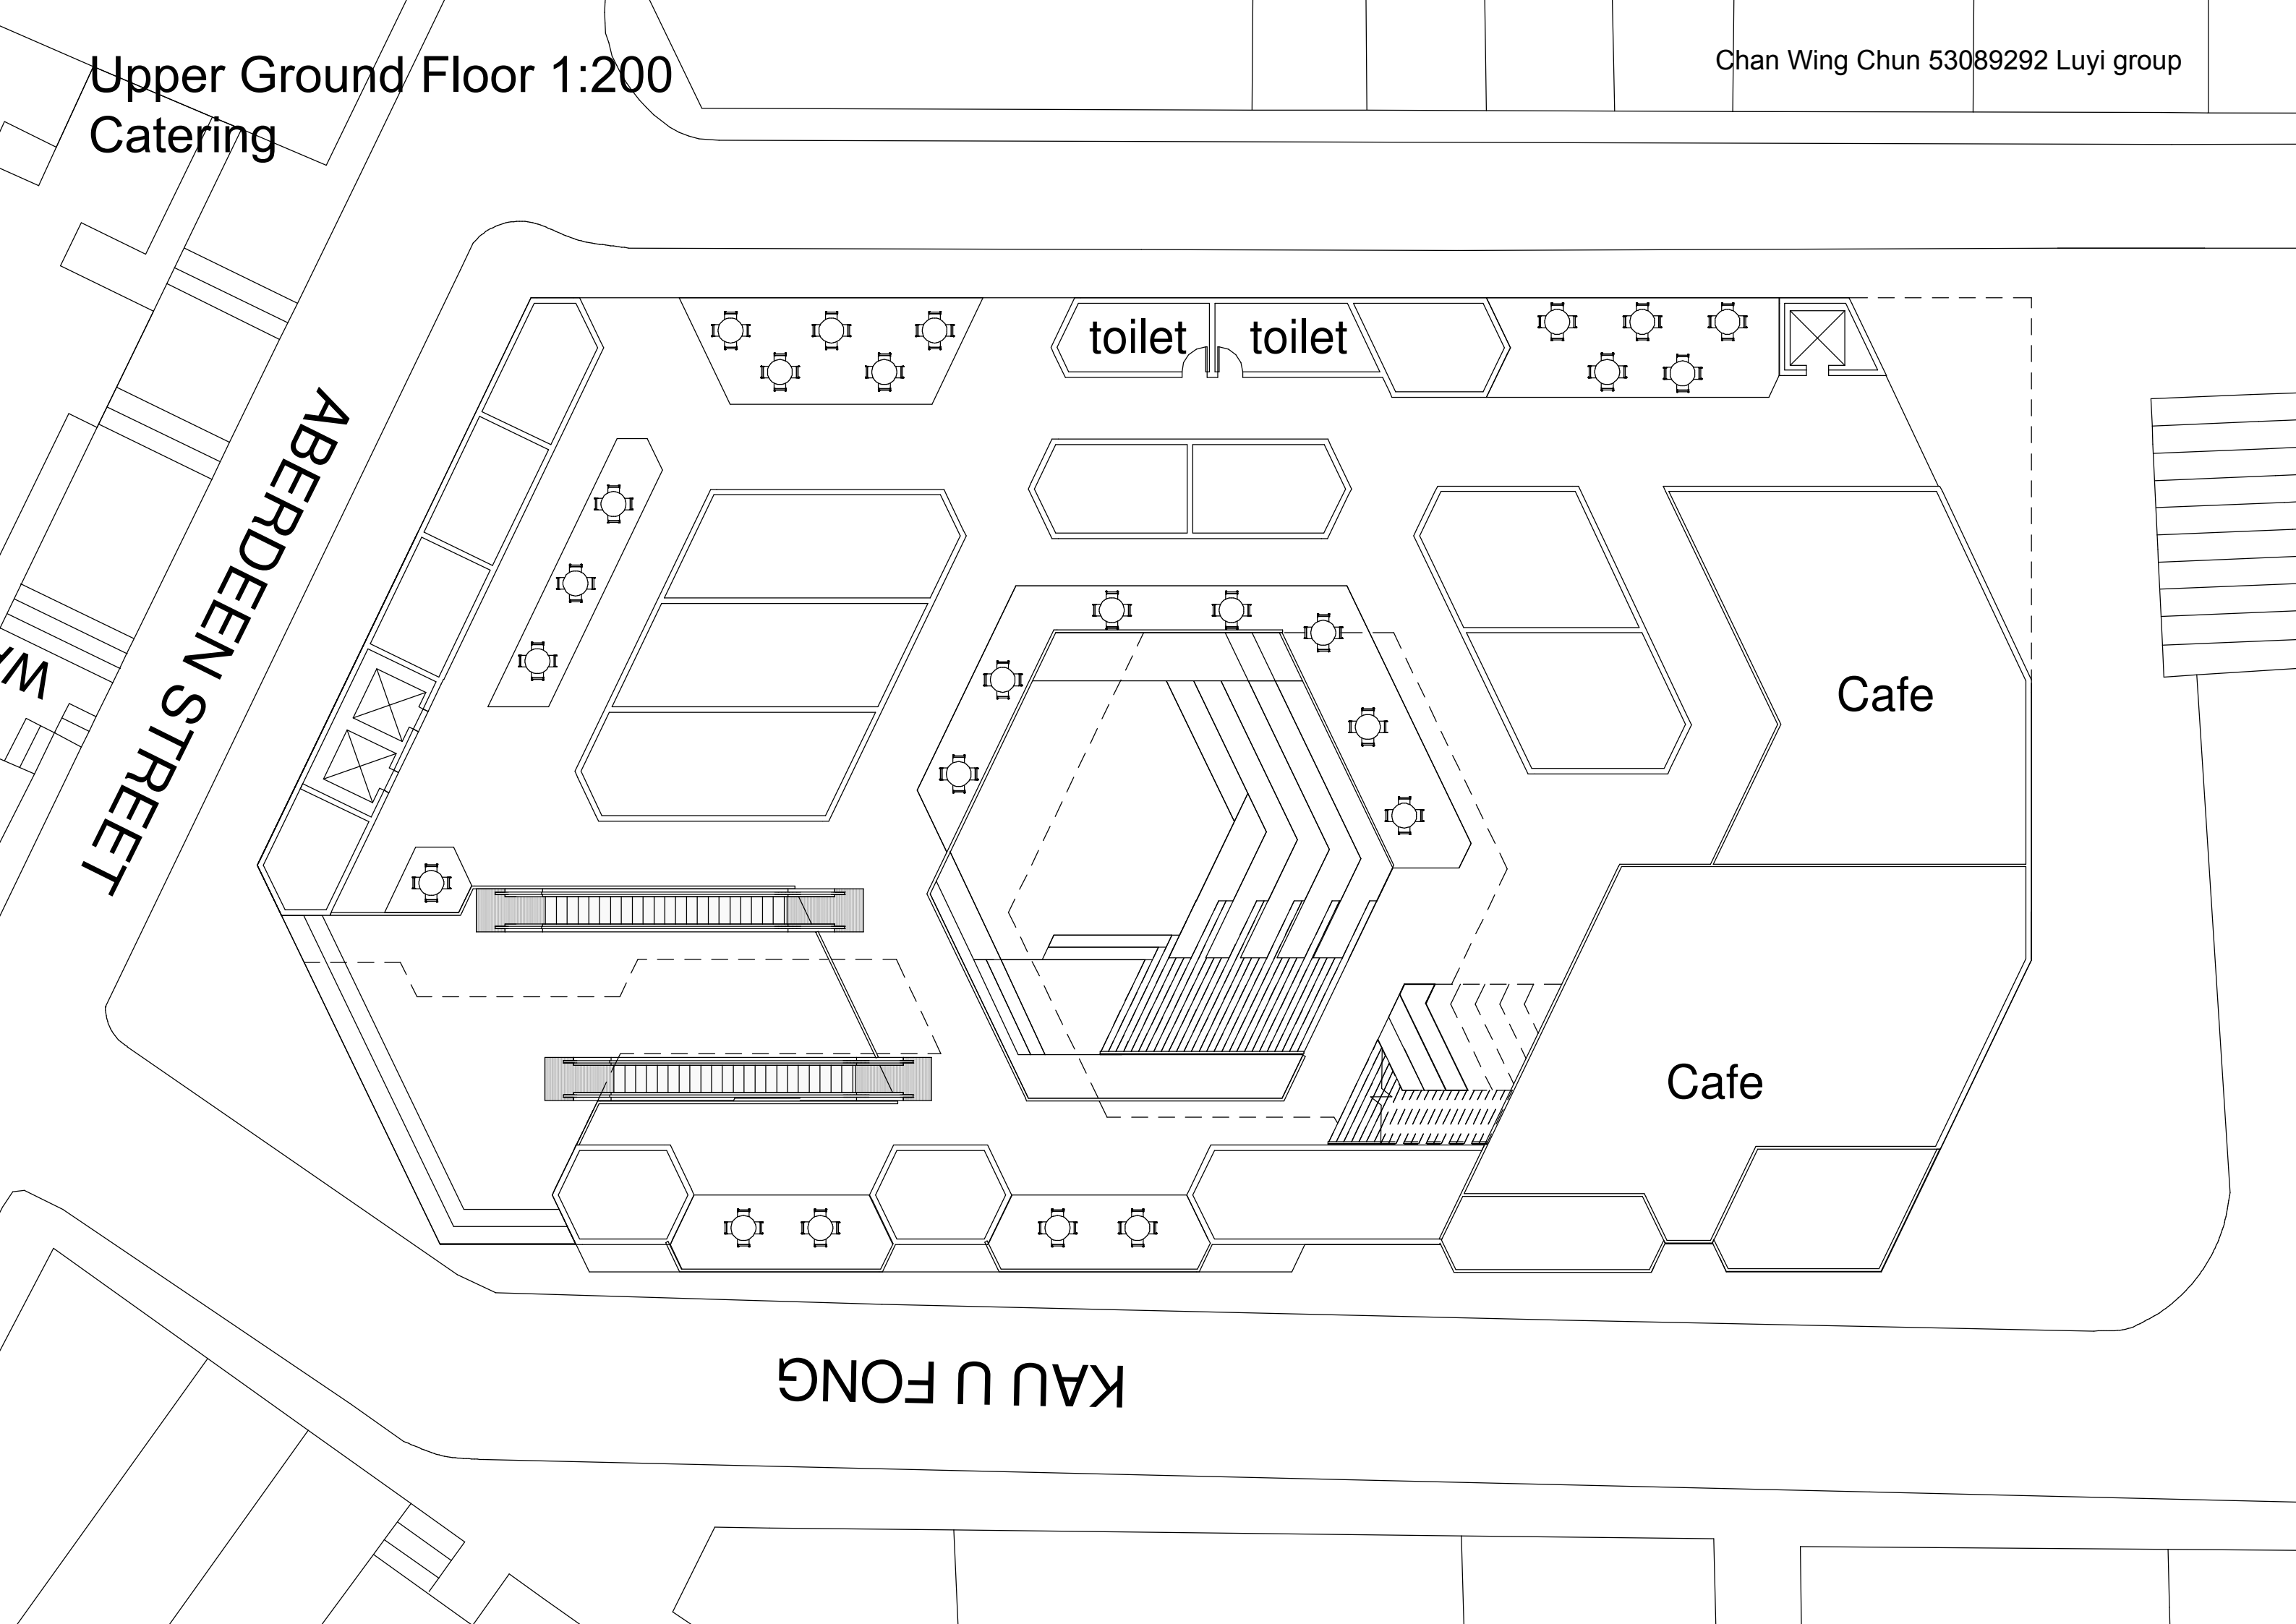 Upper Ground Floor 1:200
Catering
Chan Wing Chun 53089292 Luyi group
toilet
toilet
ABERDEEN STREET
Cafe
Cafe
KAU U FONG